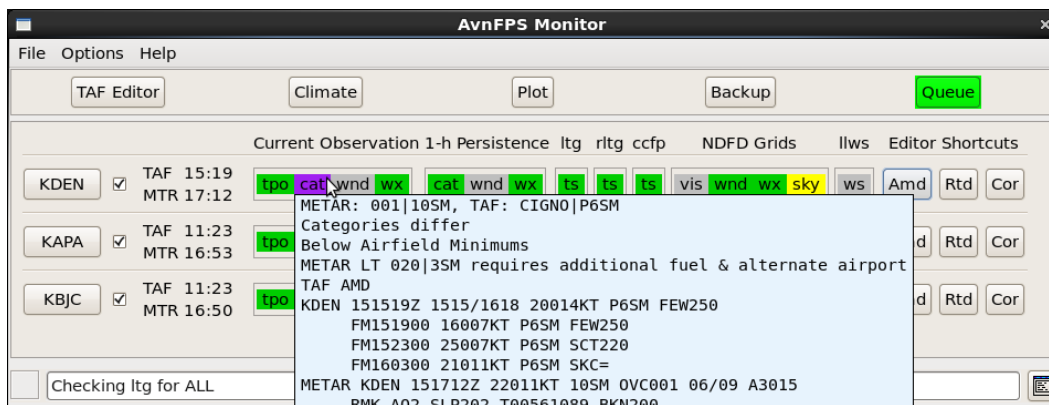 AvnFPS Monitor
File Options Help
TAF Editor Climate Plot Backup Queue
Current Observation 1-h Persistence ltg rltg ccfp NDFD Grids llws Editor Shortcuts
KDEN TAF 15:19 tpo cat wnd wx cat wnd wx ts ts ts vis wnd wx sky ws Amd Rtd Cor
MTR 17:12
METAR: 001|10SM, TAF: CIGNO|P6SM
Categories differ
KAPA TAF 11:23 tpo Below Airfield Minimums d Rtd Cor
MTR 16:53 METAR LT 020|3SM requires additional fuel & alternate airport
TAF AMD
KBJC TAF 11:23 tpo KDEN 151519Z 1515/1618 20014KT P6SM FEW250 d Rtd Cor
MTR 16:50 FM151900 16007KT P6SM FEW250
FM152300 25007KT P6SM SCT220
FM160300 21011KT P6SM SKC=
Checking ltg for ALL METAR KDEN 151712Z 22011KT 10SM OVC001 06/09 A3015
RMK AO2 SLP202 T00561089 BKN200